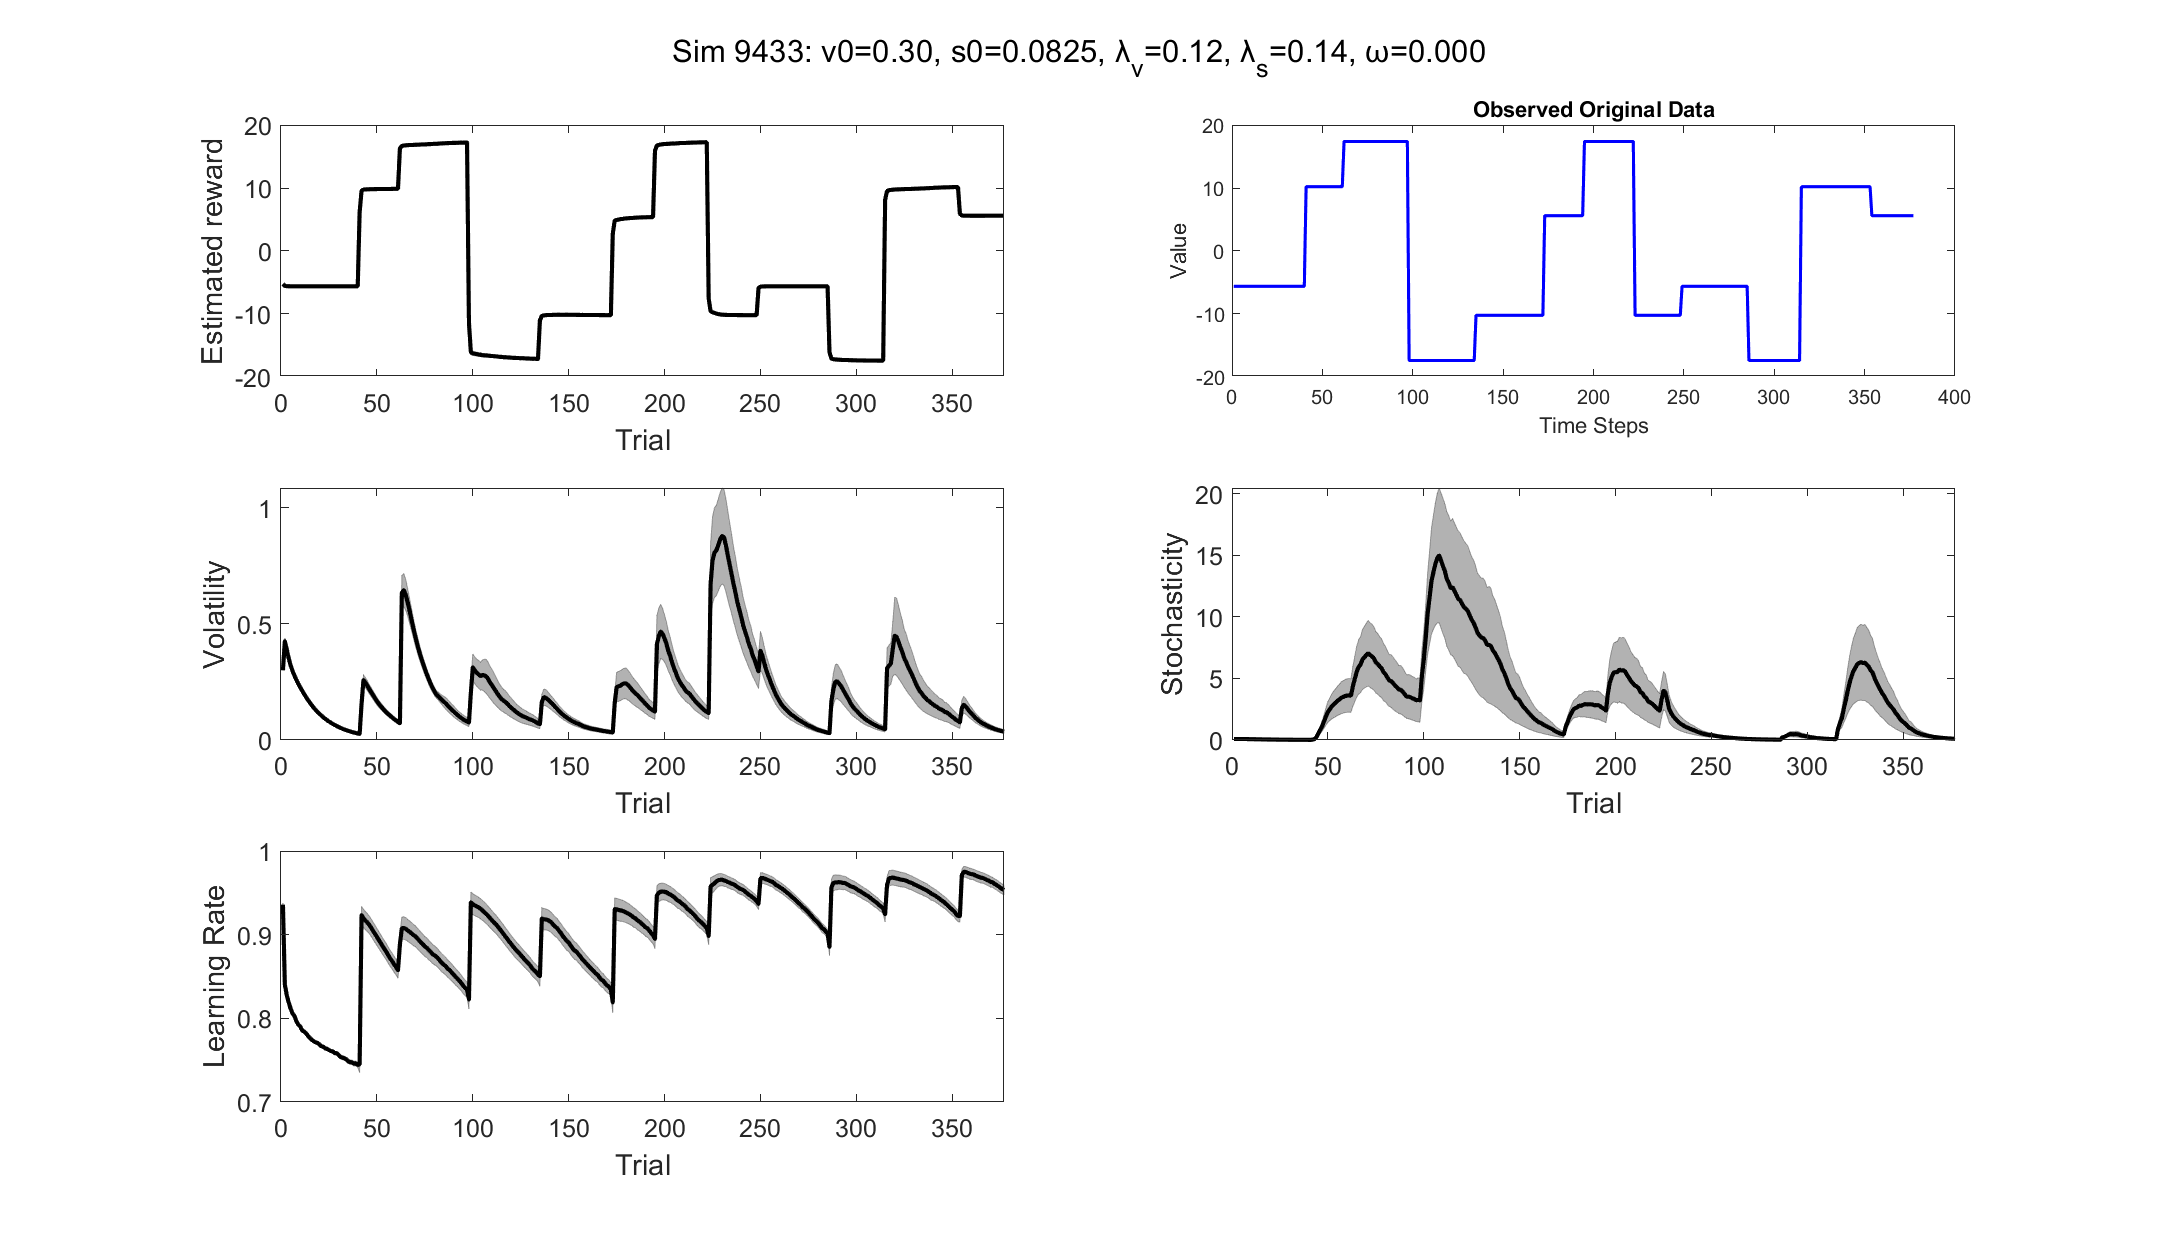 Sim 9433: v0=0.30, s0=0.0825, λv=0.12, λs=0.14, ω=0.000
20
10
0
-10
-20
Estimated reward
0 50 100 150 200 250 300 350
Trial
Observed Original Data
20
10
0
-10
-20
Value
0 50 100 150 200 250 300 350 400
Time Steps
1
0.5
0
Volatility
0 50 100 150 200 250 300 350
Trial
20
15
10
5
0
Stochasticity
0 50 100 150 200 250 300 350
Trial
1
0.9
0.8
0.7
Learning Rate
0 50 100 150 200 250 300 350
Trial